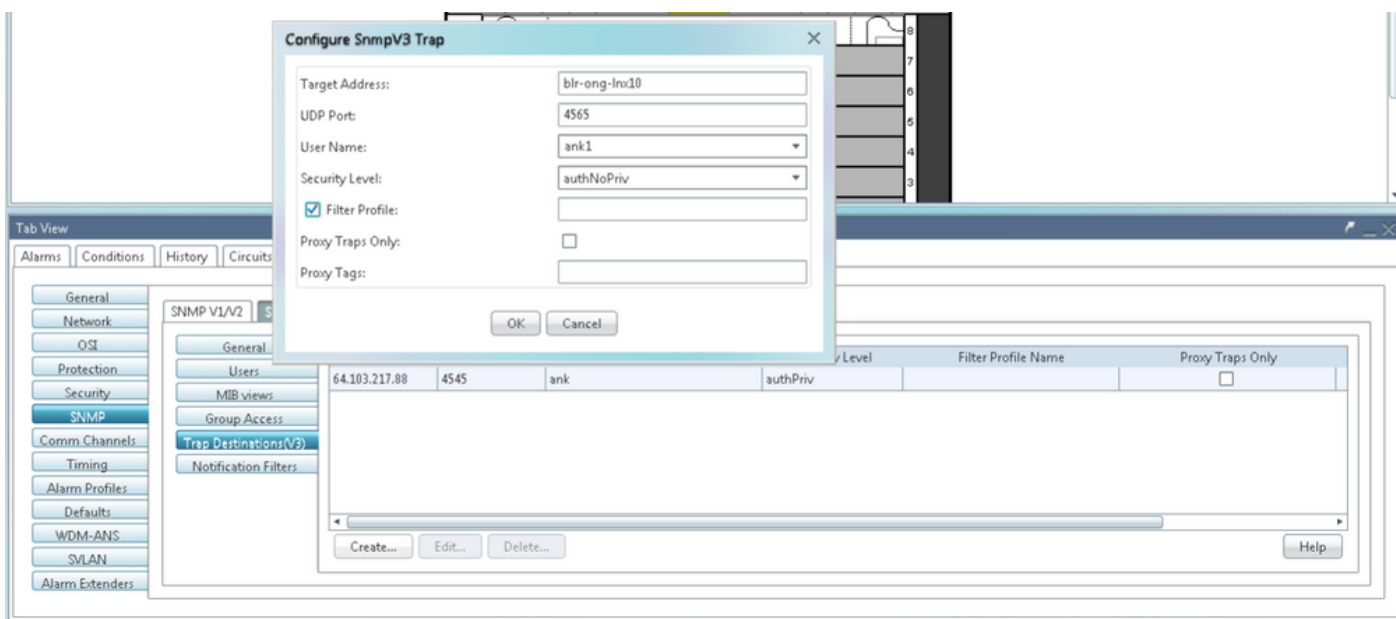 8
Configure SnmpV3 Trap
7
Target Address: blr-ong-lnx10
6
UDP Port: 4565
5
User Name: ank1
4
Security Level: authNoPriv
3
Filter Profile:
Tab View
Proxy Traps Only:
Alarms Conditions History Circuits
Proxy Tags:
General
SNMP V1/V2 S
Network
OK Cancel
OSI
General
Level Filter Profile Name Proxy Traps Only
Protection
Users
64.103.217.88 4545 ank authPriv
Security
MIB views
SNMP
Group Access
Comm Channels
Trap Destinations(V3)
Timing
Notification Filters
Alarm Profiles
Defaults
WDM-ANS
Create... Edit... Delete... Help
SVLAN
Alarm Extenders